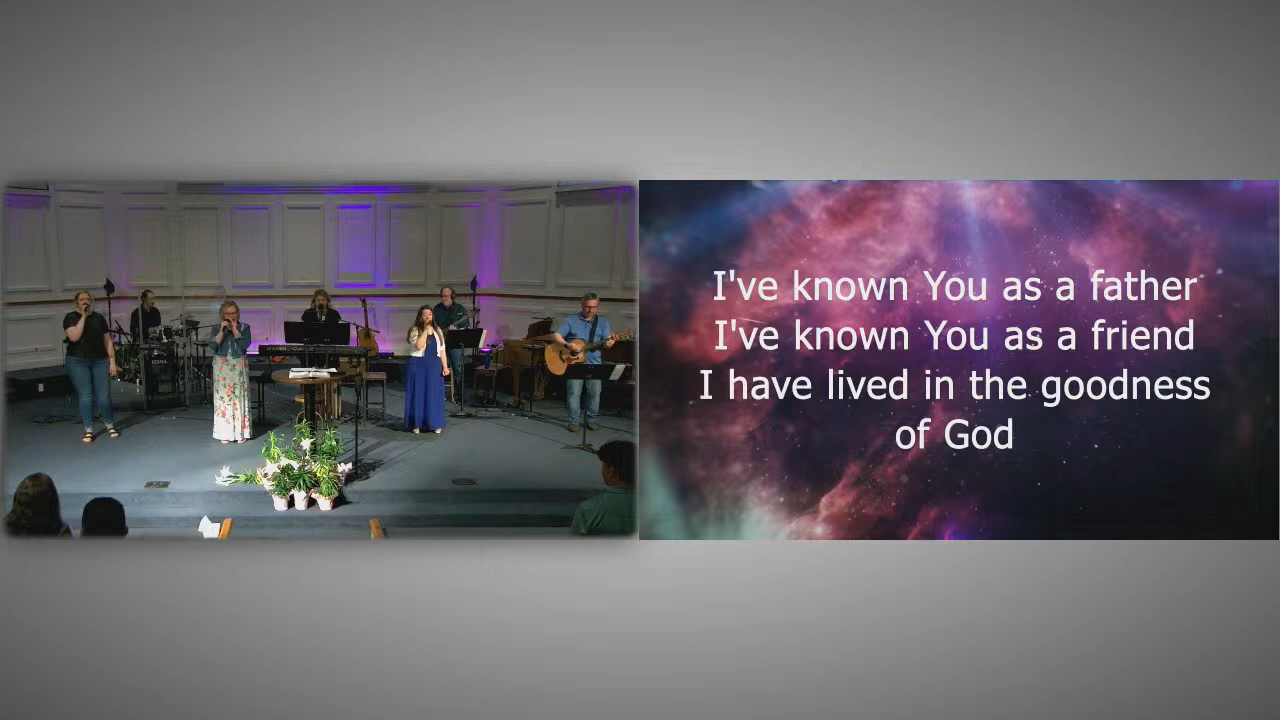 I've known You as a father
I've known You as a friend
I have lived in the goodness
of God